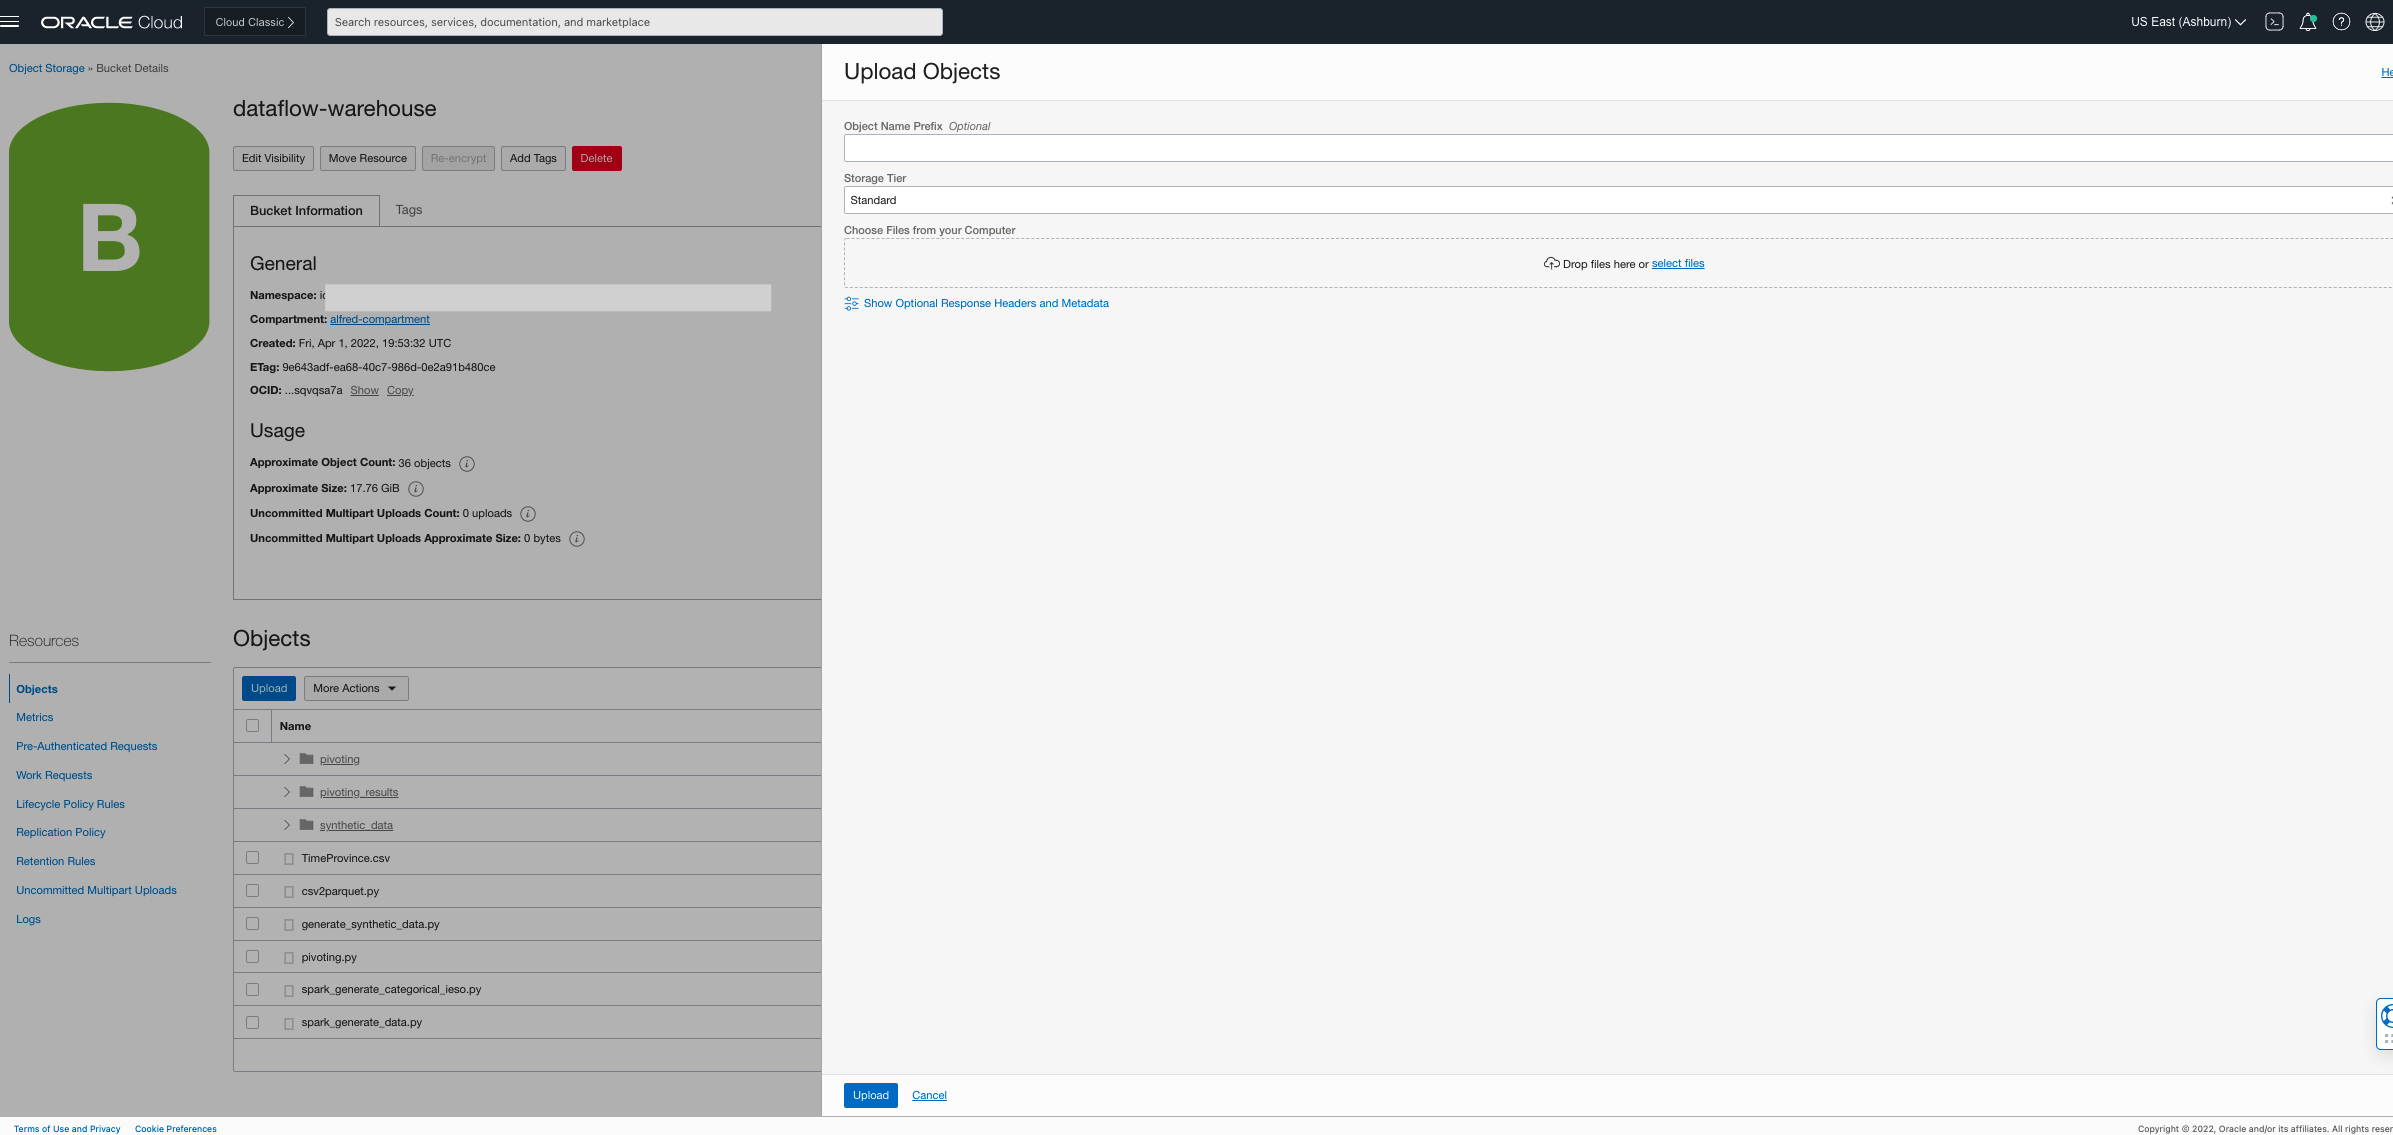 ORACLE Cloud
Cloud Classic
Search resources, services, documentation, and marketplace
US East (Ashburn)
Object Storage » Bucket Details
B
dataflow-warehouse
Edit Visibility
Move Resource
Re-encrypt
Add Tags
Delete
Bucket Information
Tags
General
Namespace:
Compartment: alfred-compartment
Created: Fri, Apr 1, 2022, 19:53:32 UTC
ETag: 9e643adf-ea68-40c7-986d-0e2a91b480ce
OCID: ...sqvqsa7a Show Copy
Usage
Approximate Object Count: 36 objects
Approximate Size: 17.76 GiB
Uncommitted Multipart Uploads Count: 0 uploads
Uncommitted Multipart Uploads Approximate Size: 0 bytes
Resources
Objects
Metrics
Pre-Authenticated Requests
Work Requests
Lifecycle Policy Rules
Replication Policy
Retention Rules
Uncommitted Multipart Uploads
Logs
Objects
Upload
More Actions
Name
pivoting
pivoting_results
synthetic_data
TimeProvince.csv
csv2parquet.py
generate_synthetic_data.py
pivoting.py
spark_generate_categorical_ieso.py
spark_generate_data.py
Upload Objects
Object Name Prefix Optional
Storage Tier
Standard
Choose Files from your Computer
Drop files here or select files
Show Optional Response Headers and Metadata
Upload
Cancel
Terms of Use and Privacy
Cookie Preferences
Copyright © 2022, Oracle and/or its affiliates. All rights